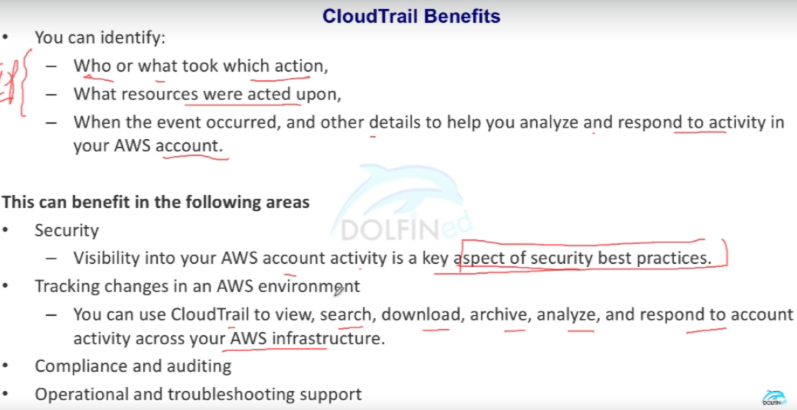 CloudTrail Benefits
• You can identify:
– Who or what took which action,
– What resources were acted upon,
– When the event occurred, and other details to help you analyze and respond to activity in
your AWS account.
This can benefit in the following areas
• Security
– Visibility into your AWS account activity is a key aspect of security best practices.
• Tracking changes in an AWS environment
– You can use CloudTrail to view, search, download, archive, analyze, and respond to account
activity across your AWS infrastructure.
• Compliance and auditing
• Operational and troubleshooting support
DOLFINed